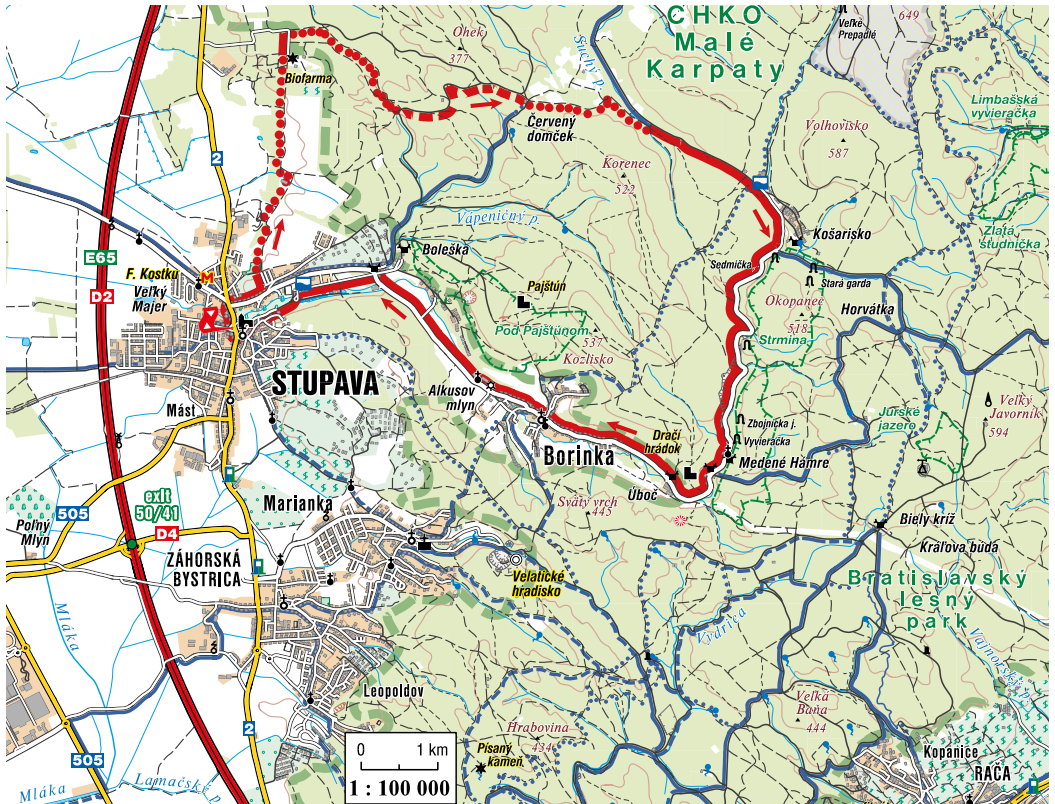 CHKO
Malé
Karpaty
Veľké
Prepadlé
649
Ohek
377
Suchý p.
Biofarma
Limbašská
vyvieračka
Červený
domček
Volhovisko
587
2
Korenec
522
Zlatá
studnička
Vápeničný p.
Košarisko
Boleška
E65
F. Kostku
M
Veľký
Majer
Sedmička
Stará garda
Pajštún
D2
Okopanec
518
Horvátka
Pod Pajštúnom
537
Kozlisko
Strmina
STUPAVA
Alkusov
mlyn
Veľký
Javorník
594
Mást
Zbojníčka j.
Jurské
jazero
Vyvieračka
Dračí
hrádok
Borinka
Medené Hámre
exit
50/41
Úboč
Svätý vrch
445
Marianka
505
Poľný
Mlyn
D4
Biely kríž
ZÁHORSKÁ
BYSTRICA
Kráľova buda
Velatické
hradisko
Bratislavský
lesný
park
Mláka
Vydrica
Vajnorský p.
Leopoldov
Veľká
Baňa
444
2
Hrabovina
434
Kopanice
0 1 km
Písaný
kameň
505
RAČA
1 : 100 000
Mláka
Lamačský p.